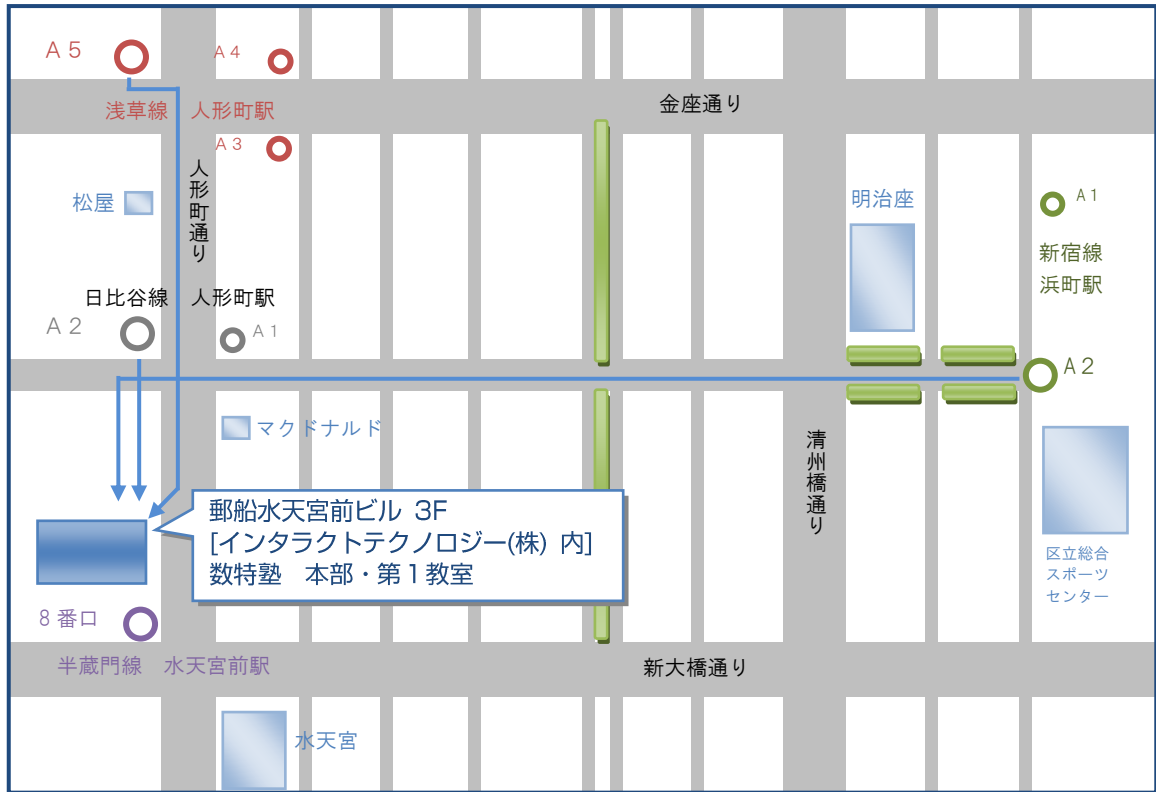 A5
A4
浅草線 人形町駅
金座通り
A3
人形町通り
松屋
明治座
A1
新宿線
浜町駅
日比谷線 人形町駅
A2
A1
A2
マクドナルド
清州橋通り
郵船水天宮前ビル 3F
[インタラクトテクノロジー(株) 内]
数特塾 本部・第1教室
区立総合
スポーツ
センター
8番口
半蔵門線 水天宮前駅
新大橋通り
水天宮